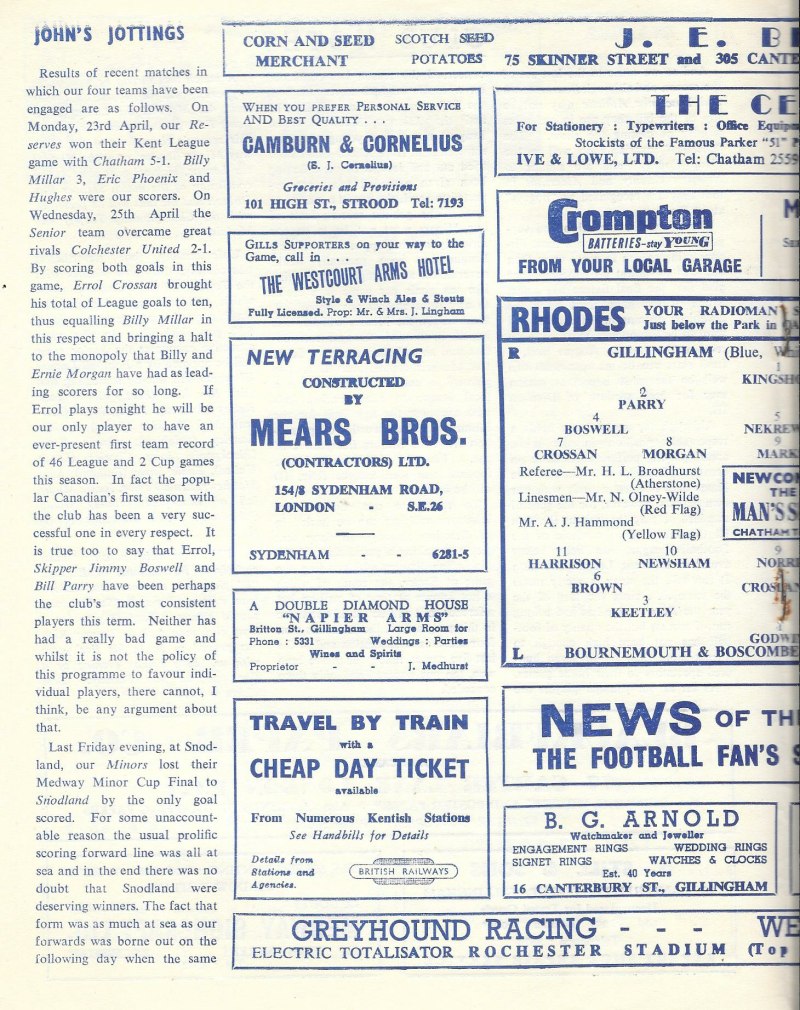 JOHN'S JOTTINGS
Results of recent matches in
which our four teams have been
engaged are as follows. On
Monday, 23rd April, our Re-
serves won their Kent League
game with Chatham 5-1. Billy
Millar 3, Eric Phoenix and
Hughes were our scorers. On
Wednesday, 25th April the
Senior team overcame great
rivals Colchester United 2-1.
By scoring both goals in this
game, Errol Crossan brought
his total of League goals to ten,
thus equalling Billy Millar in
this respect and bringing a halt
to the monopoly that Billy and
Ernie Morgan have had as lead-
ing scorers for so long. If
Errol plays tonight he will be
our only player to have an
ever-present first team record
of 46 League and 2 Cup games
this season. In fact the popu-
lar Canadian's first season with
the club has been a very suc-
cessful one in every respect. It
is true too to say that Errol,
Skipper Jimmy Boswell and
Bill Parry have been perhaps
the club's most consistent
players this term. Neither has
had a really bad game and
whilst it is not the policy of
this programme to favour indi-
vidual players, there cannot, I
think, be any argument about
that.
Last Friday evening, at Snod-
land, our Minors lost their
Medway Minor Cup Final to
Snodland by the only goal
scored. For some unaccount-
able reason the usual prolific
scoring forward line was all at
sea and in the end there was no
doubt that Snodland were
deserving winners. The fact that
form was as much at sea as our
forwards was borne out on the
following day when the same
CORN AND SEED
MERCHANT
SCOTCH SEED
POTATOES
J. E. B
75 SKINNER STREET and 305 CANTE
WHEN YOU PREFER PERSONAL SERVICE
AND BEST QUALITY . . .
CAMBURN & CORNELIUS
(E. J. Cornelius)
Groceries and Provisions
101 HIGH ST., STROOD Tel: 7193
GILLS SUPPORTERS on your way to the
Game, call in . . .
THE WESTCOURT ARMS HOTEL
Style & Winch Ales & Stouts
Fully Licensed. Prop: Mr. & Mrs. J. Lingham
NEW TERRACING
CONSTRUCTED
BY
MEARS BROS.
(CONTRACTORS) LTD.
154/8 SYDENHAM ROAD,
LONDON - S.E.26
SYDENHAM - - 6281-5
A DOUBLE DIAMOND HOUSE
"NAPIER ARMS"
Britton St., Gillingham Large Room for
Phone : 5331 Weddings : Parties
Wines and Spirits
Proprietor - - J. Medhurst
TRAVEL BY TRAIN
with a
CHEAP DAY TICKET
available
From Numerous Kentish Stations
See Handbills for Details
Details from
Stations and
Agencies.
BRITISH RAILWAYS
THE CE
For Stationery : Typewriters : Office Equip
Stockists of the Famous Parker "51" P
IVE & LOWE, LTD. Tel: Chatham 2559
Crompton
BATTERIES-stay YOUNG
FROM YOUR LOCAL GARAGE
RHODES
YOUR RADIOMAN
Just below the Park in
R GILLINGHAM (Blue, Whi
1
KINGSHO
2
PARRY
4 5
BOSWELL NEKREW
7 8 9
CROSSAN MORGAN MARK
Referee—Mr. H. L. Broadhurst
(Atherstone)
Linesmen—Mr. N. Olney-Wilde
(Red Flag)
Mr. A. J. Hammond
(Yellow Flag)
NEWCO
THE
MAN'S S
CHATHAM
11 10 9
HARRISON NEWSHAM NORR
6
BROWN CROSLAN
3
KEETLEY
GODWI
L BOURNEMOUTH & BOSCOMBE
NEWS OF TH
THE FOOTBALL FAN'S S
B. G. ARNOLD
Watchmaker and Jeweller
ENGAGEMENT RINGS WEDDING RINGS
SIGNET RINGS WATCHES & CLOCKS
Est. 40 Years
16 CANTERBURY ST., GILLINGHAM
GREYHOUND RACING - - - WE
ELECTRIC TOTALISATOR ROCHESTER STADIUM (Top